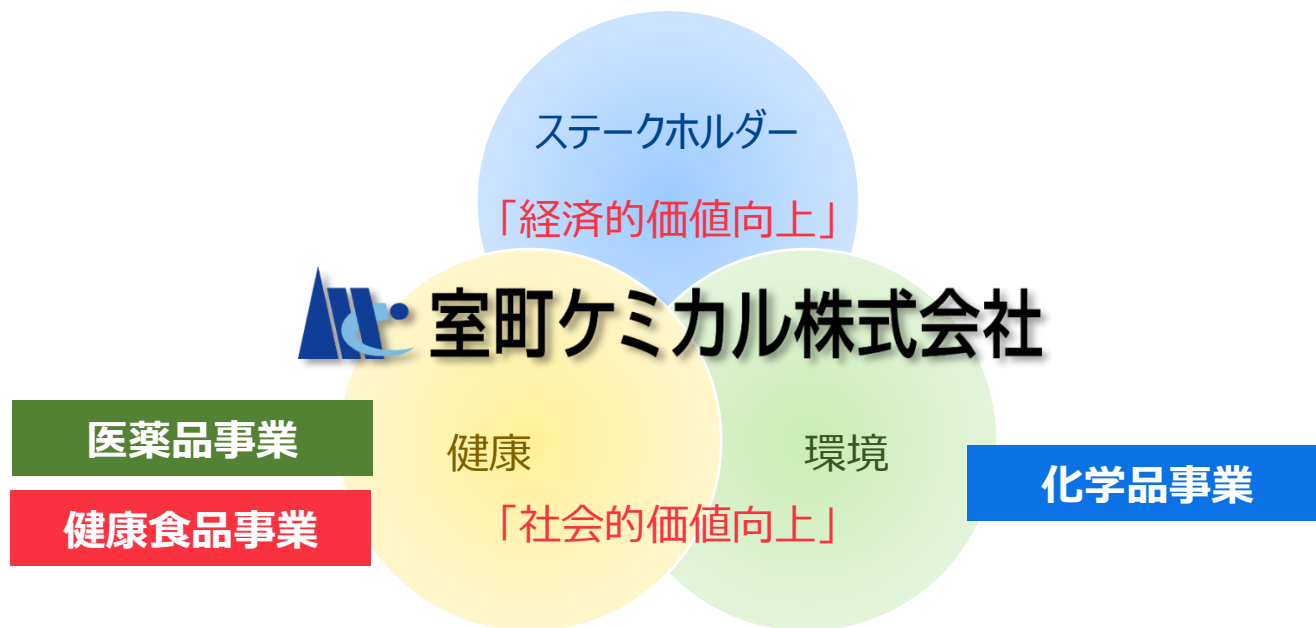 ステークホルダー
「経済的価値向上」
室町ケミカル株式会社
医薬品事業
健康食品事業
健康
環境
「社会的価値向上」
化学品事業